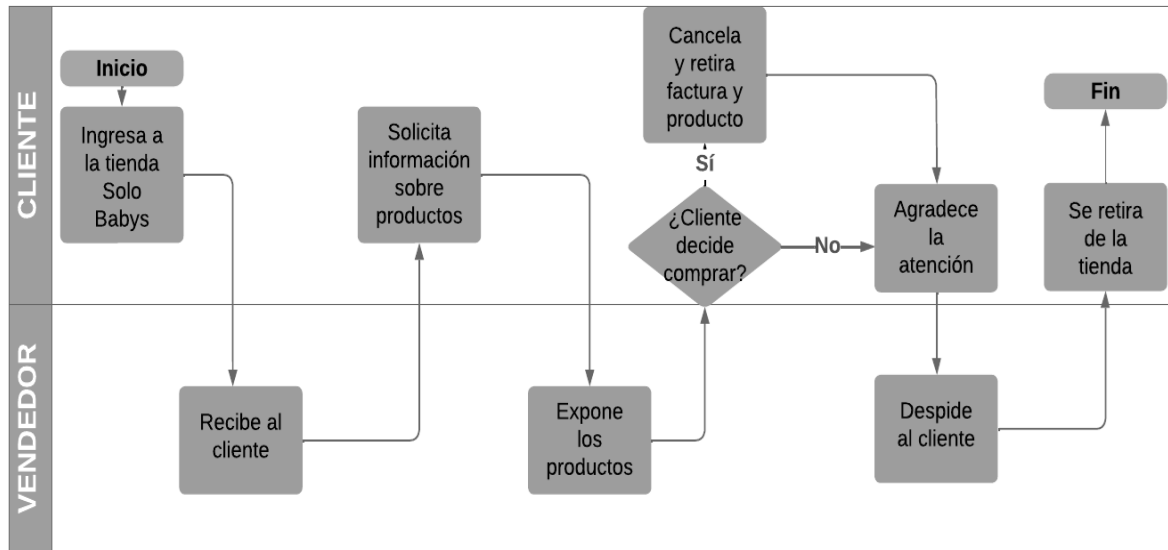 CLIENTE
Inicio
Ingresa a
la tienda
Solo
Babys
Solicita
información
sobre
productos
Cancela
y retira
factura y
producto
Sí
¿Cliente
decide
comprar?
No
Agradece
la
atención
Fin
Se retira
de la
tienda
VENDEDOR
Recibe al
cliente
Expone
los
productos
Despide
al cliente